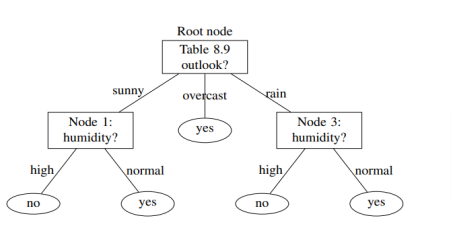 Root node
Table 8.9
outlook?
sunny
overcast
rain
Node 1:
humidity?
yes
Node 3:
humidity?
high
normal
high
normal
no
yes
no
yes